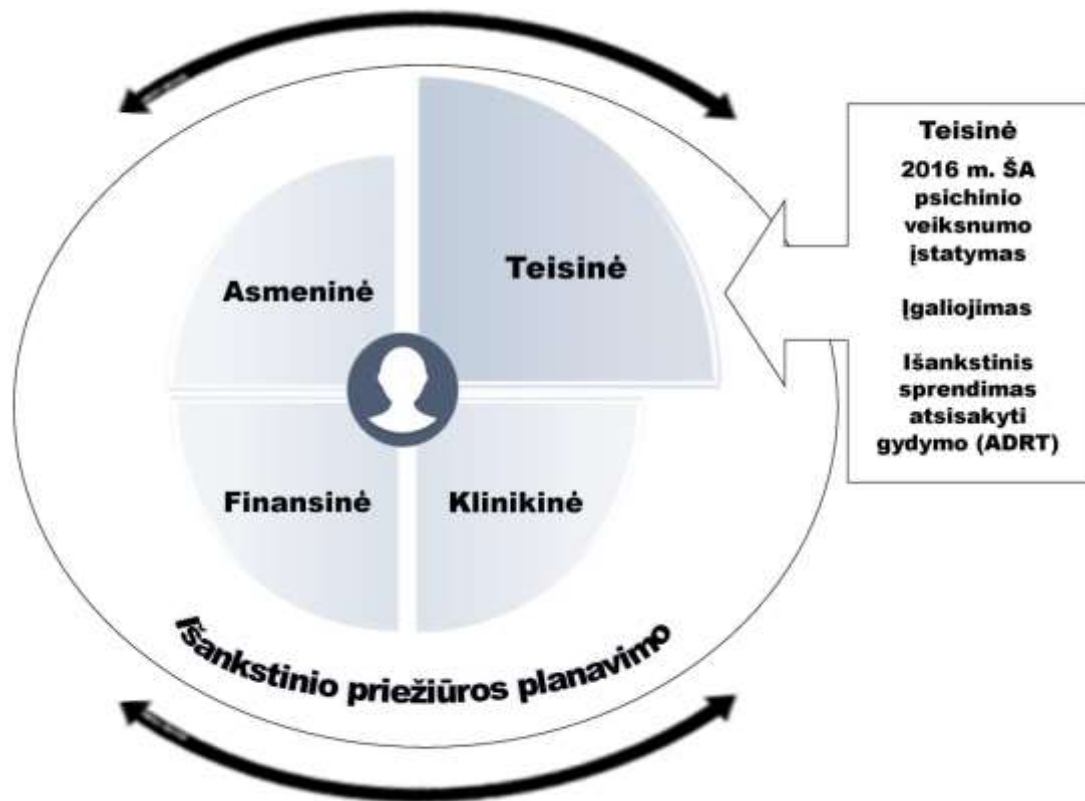 Asmeninė
Teisinė
Finansinė
Klinikinė
Išankstinio priežiūros planavimo
Teisinė
2016 m. ŠA
psichinio
veiksnumo
įstatymas
Įgaliojimas
Išankstinis
sprendimas
atsisakyti
gydymo (ADRT)